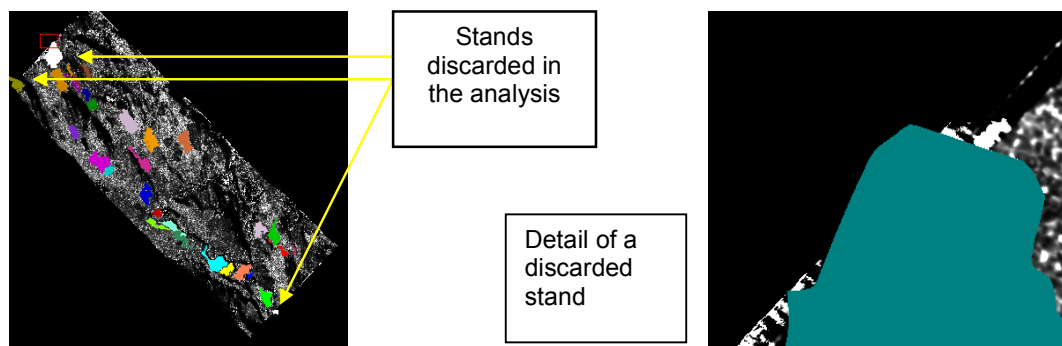 Stands
discarded in
the analysis
Detail of a
discarded
stand